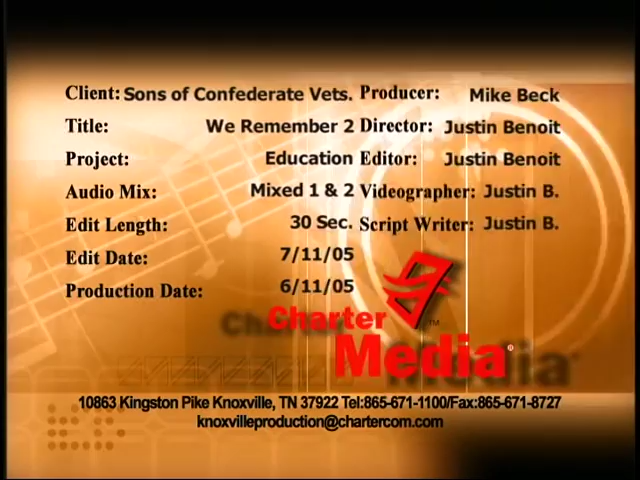 Client: Sons of Confederate Vets. Producer: Mike Beck
Title: We Remember 2 Director: Justin Benoit
Project: Education Editor: Justin Benoit
Audio Mix: Mixed 1 & 2 Videographer: Justin B.
Edit Length: 30 Sec. Script Writer: Justin B.
Edit Date: 7/11/05
Production Date: 6/11/05
Charter™
Media®
10863 Kingston Pike Knoxville, TN 37922 Tel:865-671-1100/Fax:865-671-8727
knoxvilleproduction@chartercom.com